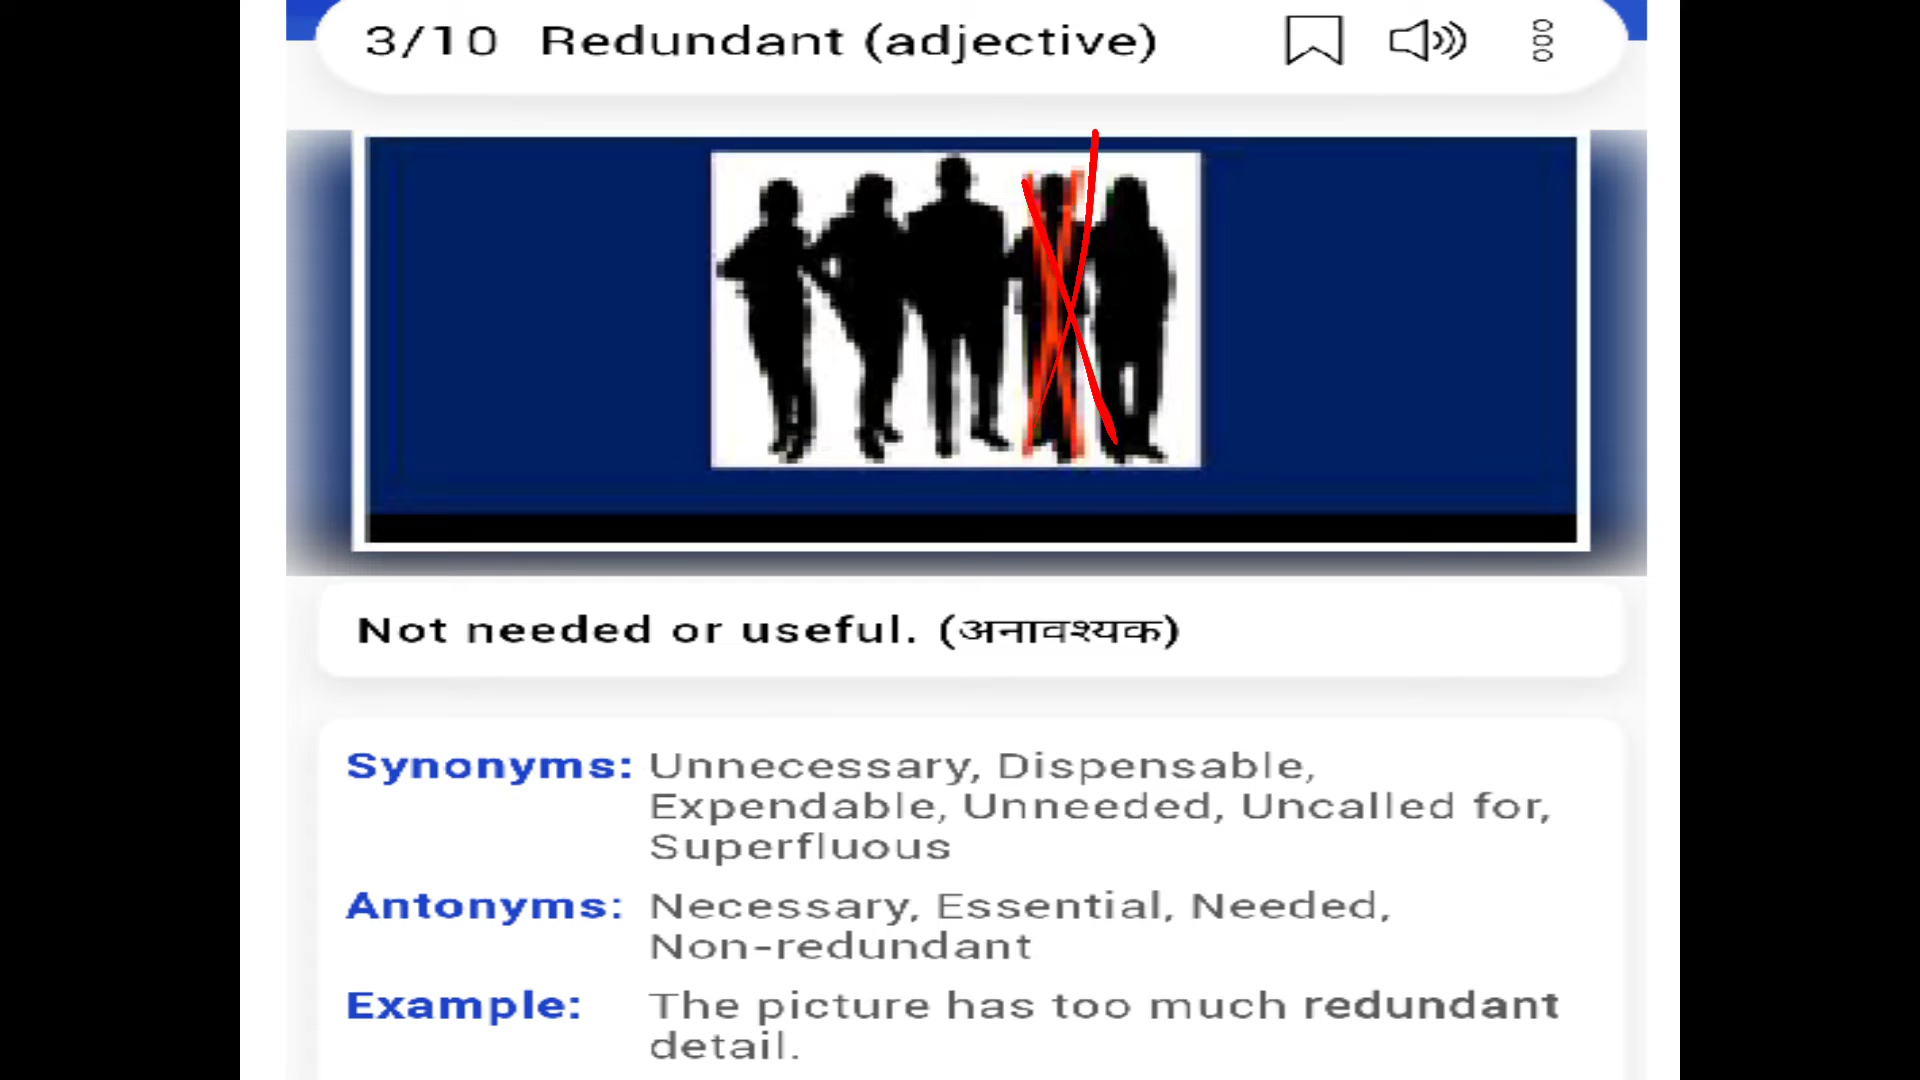 3/10 Redundant (adjective)
Not needed or useful. (अनावश्यक)
Synonyms: Unnecessary, Dispensable,
Expendable, Unneeded, Uncalled for,
Superfluous
Antonyms: Necessary, Essential, Needed,
Non-redundant
Example: The picture has too much redundant
detail.